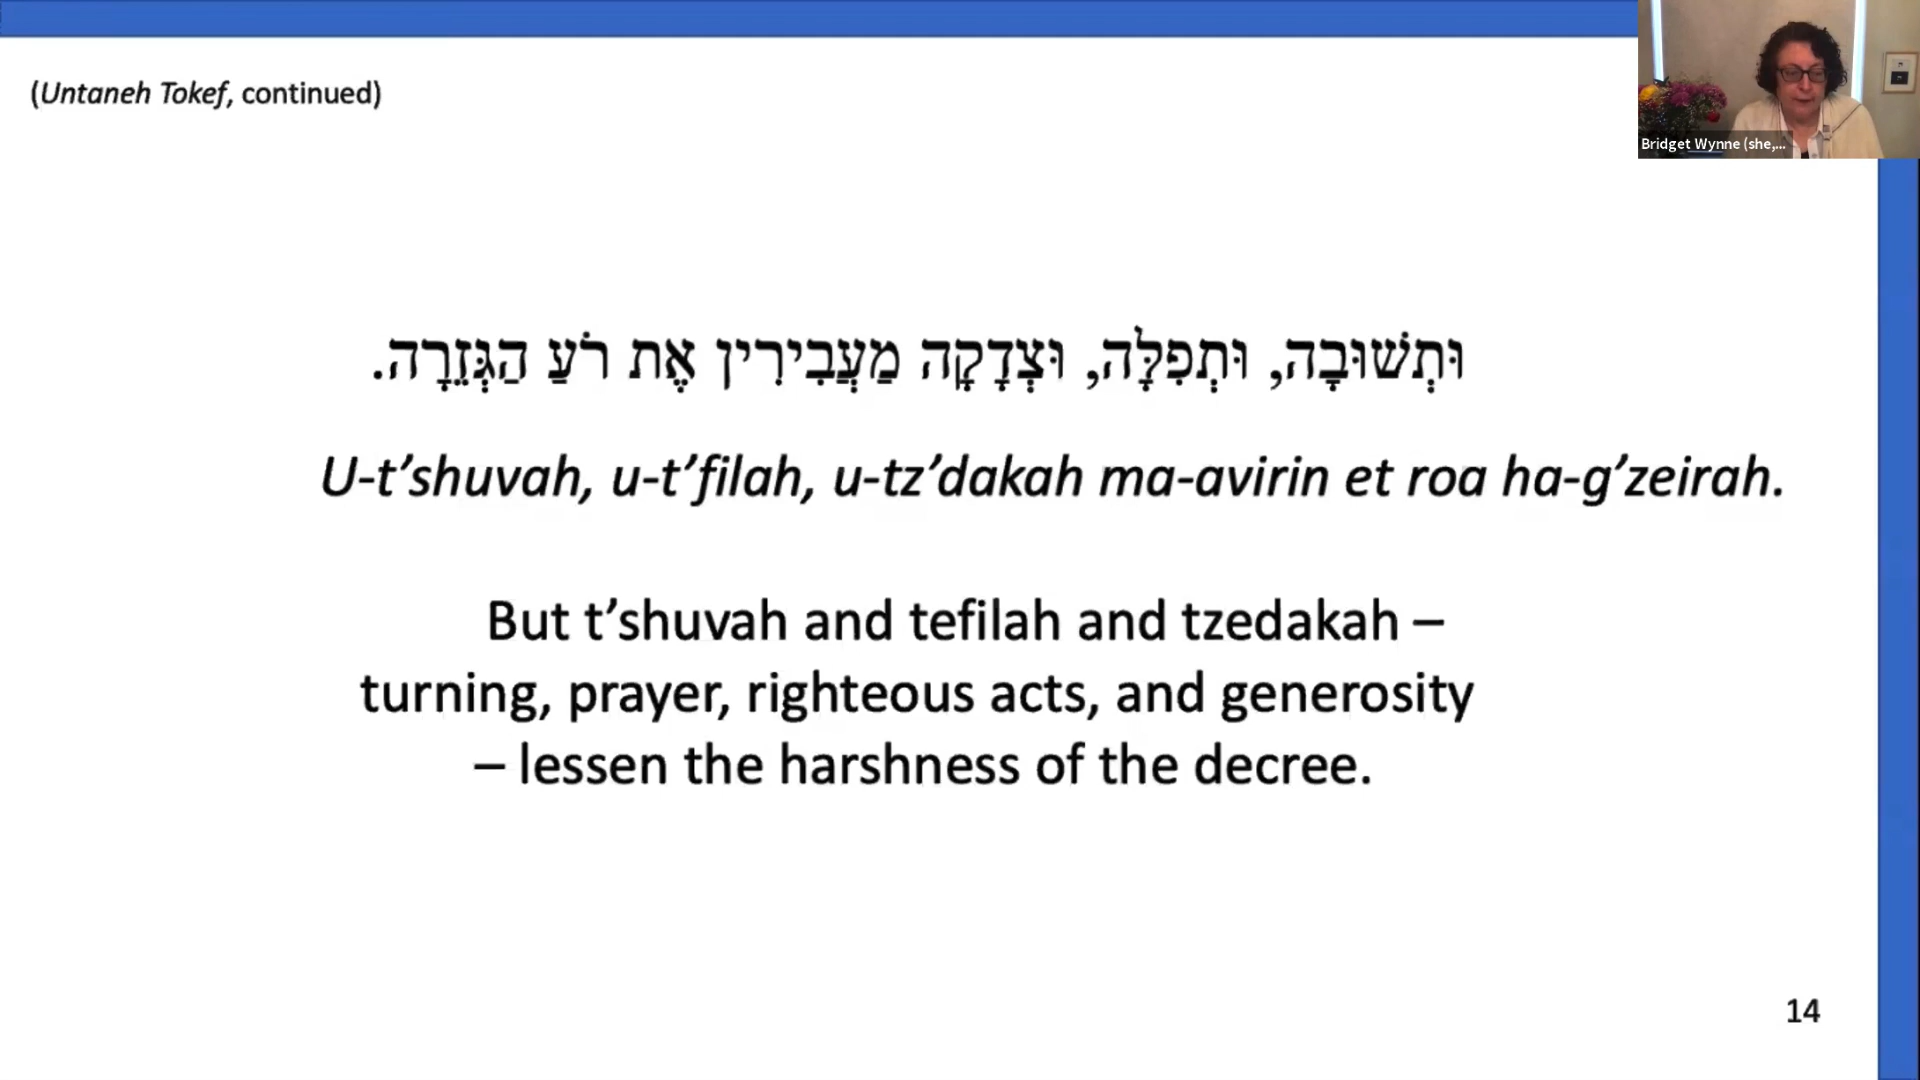 (Untaneh Tokef, continued)
Bridget Wynne (she,...
וּתְשׁוּבָה, וּתְפִלָּה, וּצְדָקָה מַעֲבִירִין אֶת רֹעַ הַגְּזֵרָה.
U-t’shuvah, u-t’filah, u-tz’dakah ma-avirin et roa ha-g’zeirah.
But t’shuvah and tefilah and tzedakah –
turning, prayer, righteous acts, and generosity
– lessen the harshness of the decree.
14